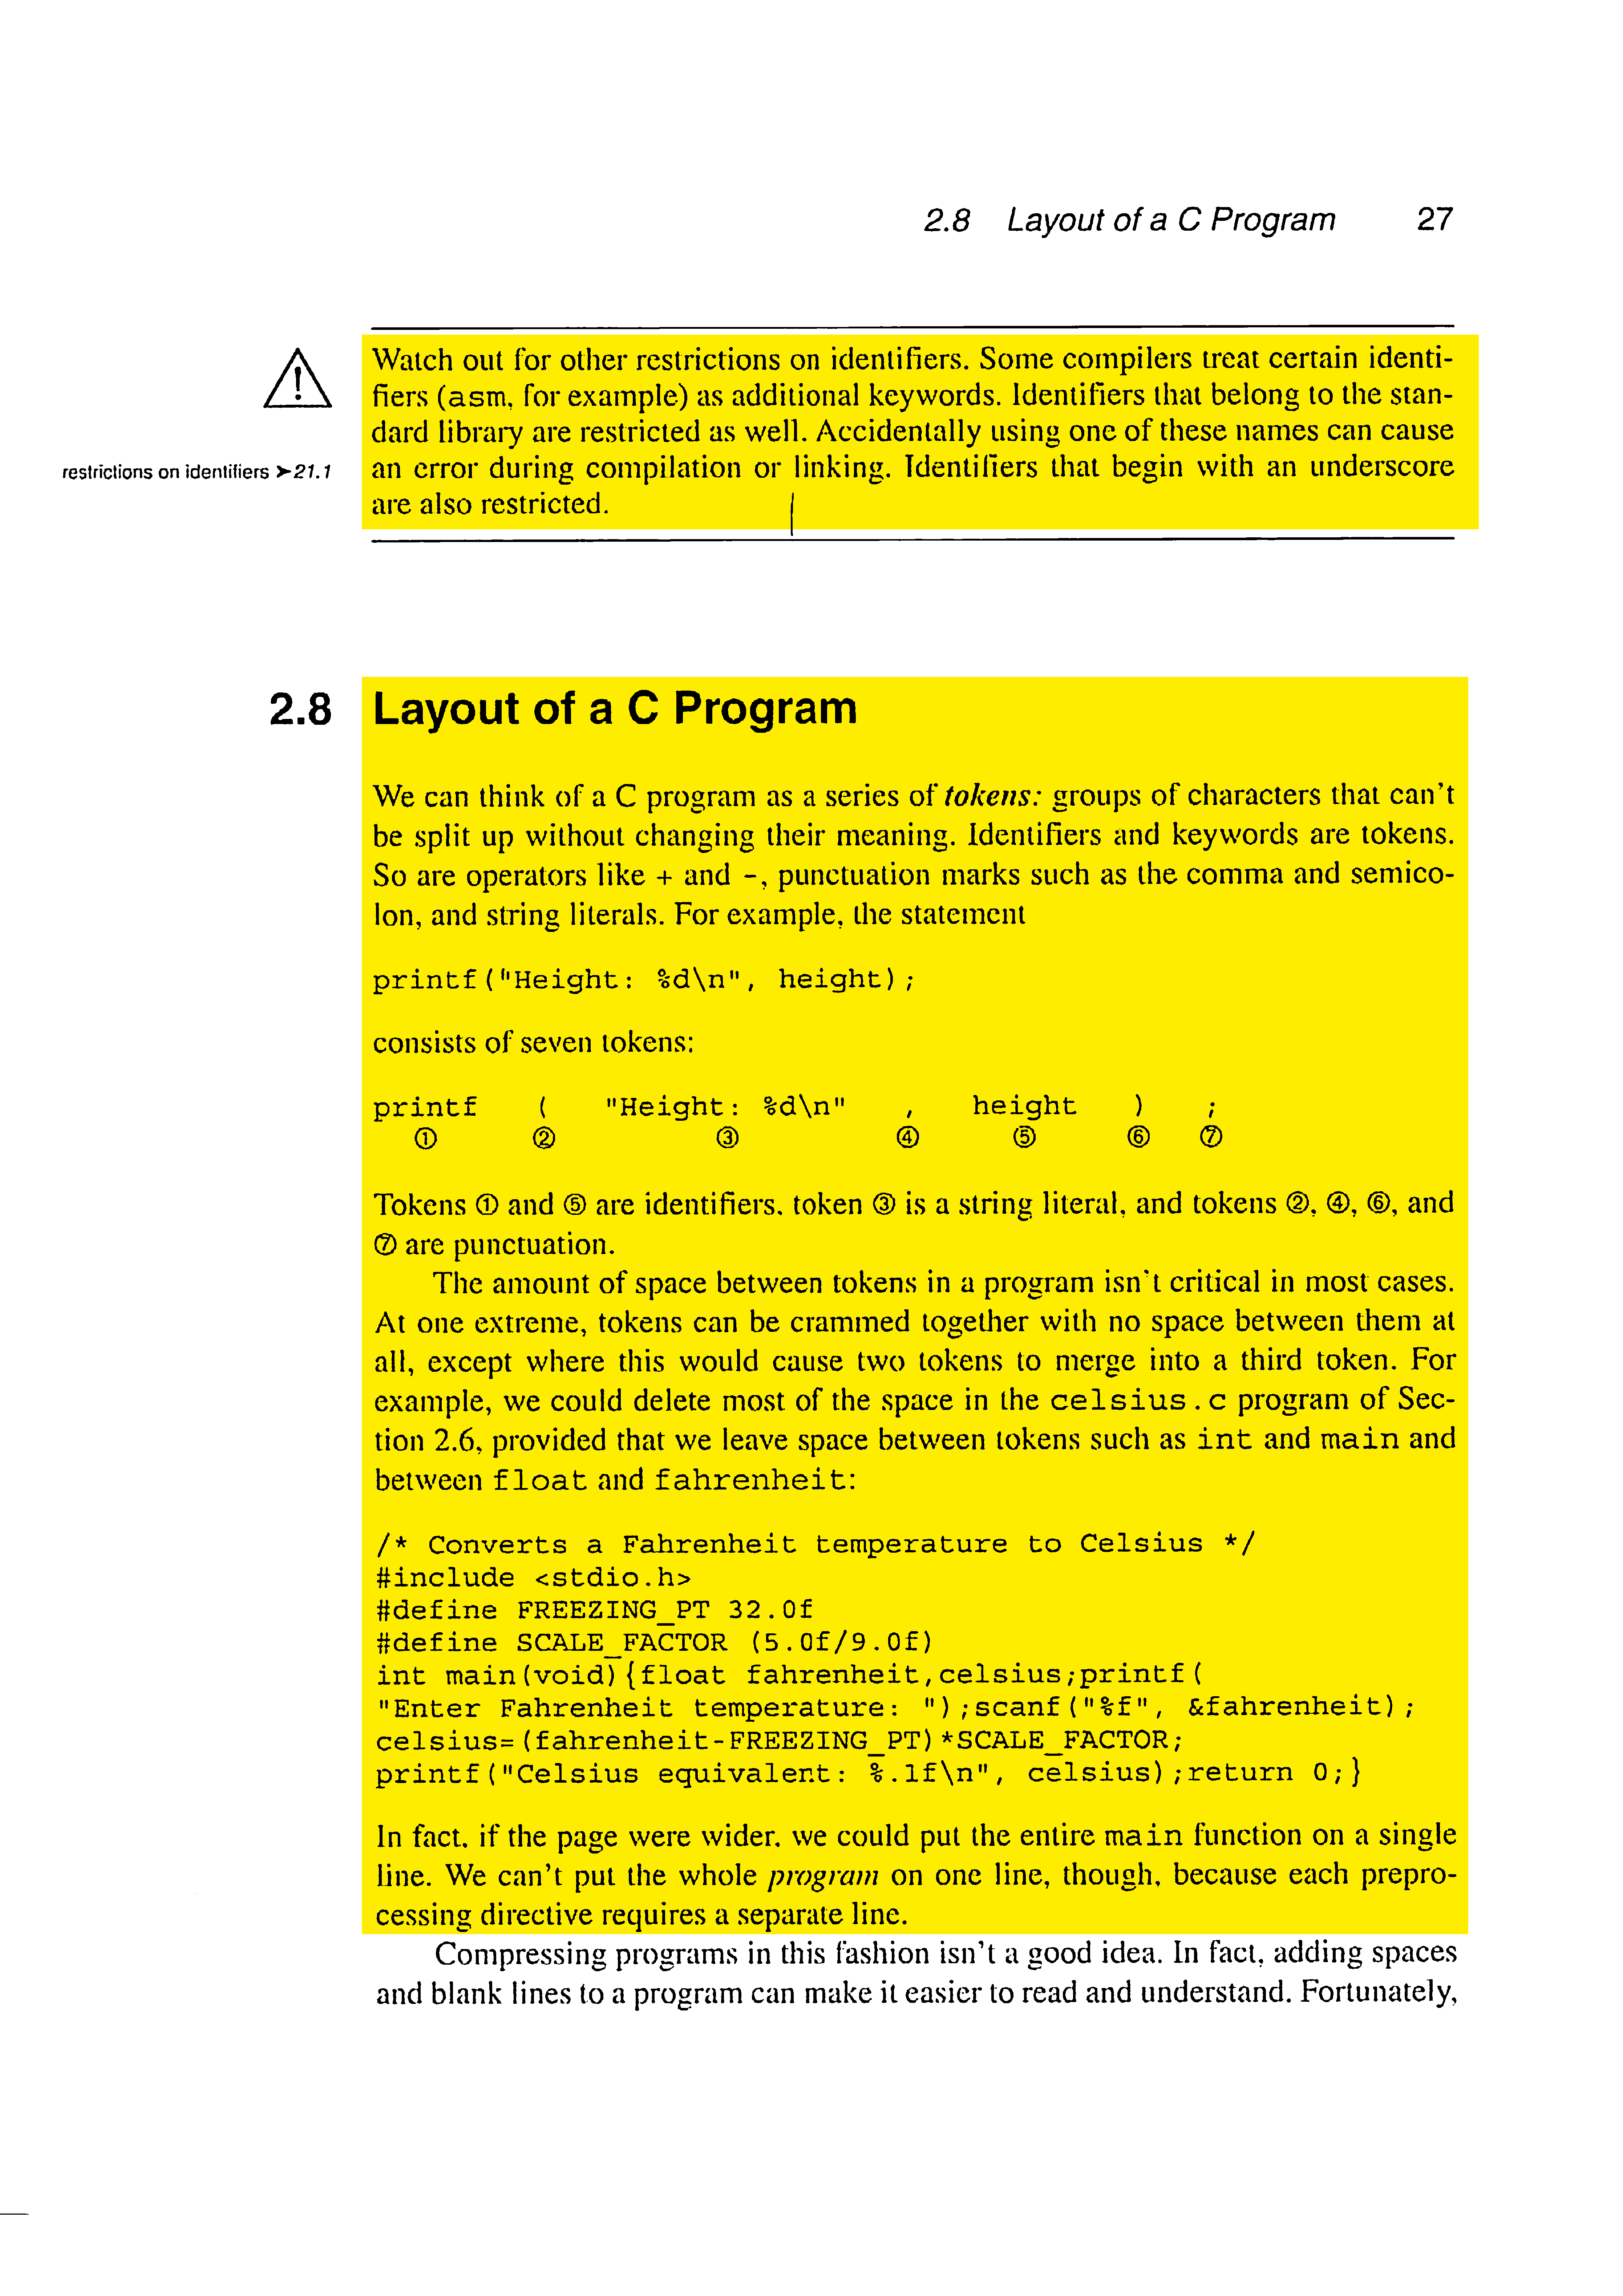 2.8 Layout of a C Program 27
Watch out for other restrictions on identifiers. Some compilers treat certain identi-
fiers (asm, for example) as additional keywords. Identifiers that belong to the stan-
dard library are restricted as well. Accidentally using one of these names can cause
restrictions on identifiers ➤21.1
an error during compilation or linking. Identifiers that begin with an underscore
are also restricted.
2.8 Layout of a C Program
We can think of a C program as a series of tokens: groups of characters that can't
be split up without changing their meaning. Identifiers and keywords are tokens.
So are operators like + and -, punctuation marks such as the comma and semico-
lon, and string literals. For example, the statement
printf("Height: %d\n", height);
consists of seven tokens:
printf ( "Height: %d\n" , height ) ;
① ② ③ ④ ⑤ ⑥ ⑦
Tokens ① and ⑤ are identifiers, token ③ is a string literal, and tokens ②, ④, ⑥, and
⑦ are punctuation.
The amount of space between tokens in a program isn't critical in most cases.
At one extreme, tokens can be crammed together with no space between them at
all, except where this would cause two tokens to merge into a third token. For
example, we could delete most of the space in the celsius.c program of Sec-
tion 2.6, provided that we leave space between tokens such as int and main and
between float and fahrenheit:
/* Converts a Fahrenheit temperature to Celsius */
#include <stdio.h>
#define FREEZING_PT 32.0f
#define SCALE_FACTOR (5.0f/9.0f)
int main(void){float fahrenheit,celsius;printf(
"Enter Fahrenheit temperature: ");scanf("%f", &fahrenheit);
celsius=(fahrenheit-FREEZING_PT)*SCALE_FACTOR;
printf("Celsius equivalent: %.1f\n", celsius);return 0;}
In fact, if the page were wider, we could put the entire main function on a single
line. We can't put the whole program on one line, though, because each prepro-
cessing directive requires a separate line.
Compressing programs in this fashion isn't a good idea. In fact, adding spaces
and blank lines to a program can make it easier to read and understand. Fortunately,